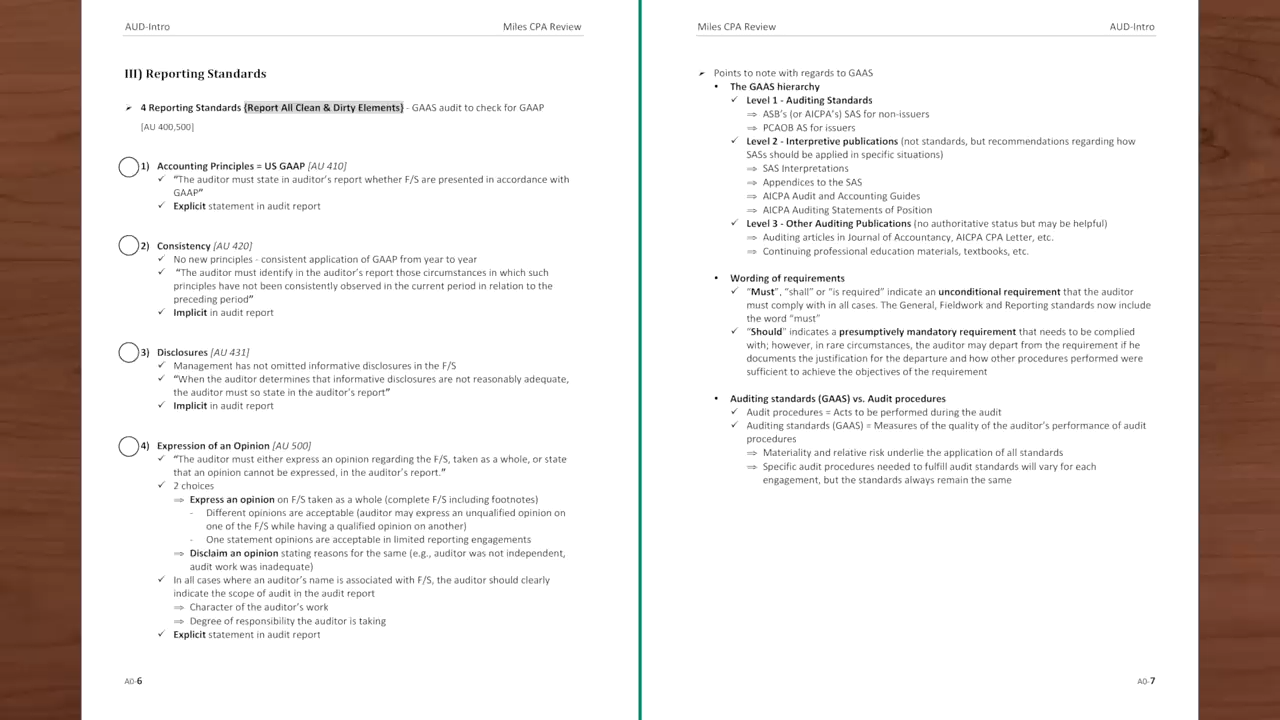 AUD-Intro
Miles CPA Review
III) Reporting Standards
➢ 4 Reporting Standards {Report All Clean & Dirty Elements} - GAAS audit to check for GAAP
[AU 400,500]
1) Accounting Principles = US GAAP [AU 410]
✓ “The auditor must state in auditor’s report whether F/S are presented in accordance with
GAAP”
✓ Explicit statement in audit report
2) Consistency [AU 420]
✓ No new principles - consistent application of GAAP from year to year
✓ “The auditor must identify in the auditor’s report those circumstances in which such
principles have not been consistently observed in the current period in relation to the
preceding period”
✓ Implicit in audit report
3) Disclosures [AU 431]
✓ Management has not omitted informative disclosures in the F/S
✓ “When the auditor determines that informative disclosures are not reasonably adequate,
the auditor must so state in the auditor’s report”
✓ Implicit in audit report
4) Expression of an Opinion [AU 500]
✓ “The auditor must either express an opinion regarding the F/S, taken as a whole, or state
that an opinion cannot be expressed, in the auditor’s report.”
✓ 2 choices
⇒ Express an opinion on F/S taken as a whole (complete F/S including footnotes)
- Different opinions are acceptable (auditor may express an unqualified opinion on
one of the F/S while having a qualified opinion on another)
- One statement opinions are acceptable in limited reporting engagements
⇒ Disclaim an opinion stating reasons for the same (e.g., auditor was not independent,
audit work was inadequate)
✓ In all cases where an auditor’s name is associated with F/S, the auditor should clearly
indicate the scope of audit in the audit report
⇒ Character of the auditor’s work
⇒ Degree of responsibility the auditor is taking
✓ Explicit statement in audit report
A0-6
Miles CPA Review
AUD-Intro
➢ Points to note with regards to GAAS
• The GAAS hierarchy
✓ Level 1 - Auditing Standards
⇒ ASB’s (or AICPA’s) SAS for non-issuers
⇒ PCAOB AS for issuers
✓ Level 2 - Interpretive publications (not standards, but recommendations regarding how
SASs should be applied in specific situations)
⇒ SAS Interpretations
⇒ Appendices to the SAS
⇒ AICPA Audit and Accounting Guides
⇒ AICPA Auditing Statements of Position
✓ Level 3 - Other Auditing Publications (no authoritative status but may be helpful)
⇒ Auditing articles in Journal of Accountancy, AICPA CPA Letter, etc.
⇒ Continuing professional education materials, textbooks, etc.
• Wording of requirements
✓ “Must”, “shall” or “is required” indicate an unconditional requirement that the auditor
must comply with in all cases. The General, Fieldwork and Reporting standards now include
the word “must”
✓ “Should” indicates a presumptively mandatory requirement that needs to be complied
with; however, in rare circumstances, the auditor may depart from the requirement if he
documents the justification for the departure and how other procedures performed were
sufficient to achieve the objectives of the requirement
• Auditing standards (GAAS) vs. Audit procedures
✓ Audit procedures = Acts to be performed during the audit
✓ Auditing standards (GAAS) = Measures of the quality of the auditor’s performance of audit
procedures
⇒ Materiality and relative risk underlie the application of all standards
⇒ Specific audit procedures needed to fulfill audit standards will vary for each
engagement, but the standards always remain the same
A0-7